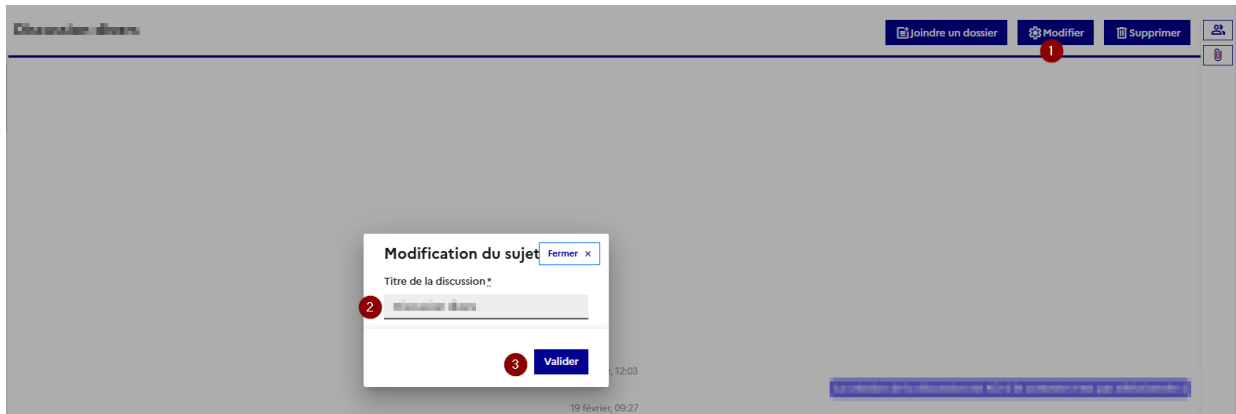 Joindre un dossier
Modifier
Supprimer
1
Modification du sujet
Fermer ×
Titre de la discussion *
2
3
Valider
, 12:03
19 février, 09:27